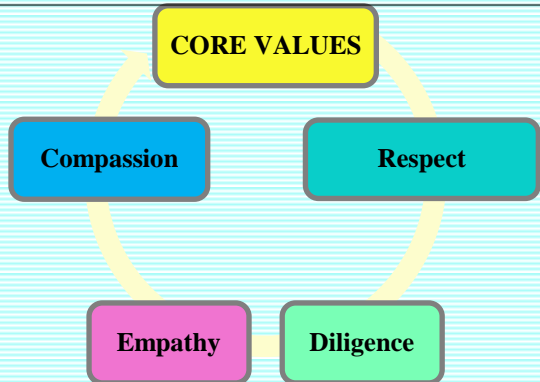 CORE VALUES
Compassion
Respect
Empathy
Diligence